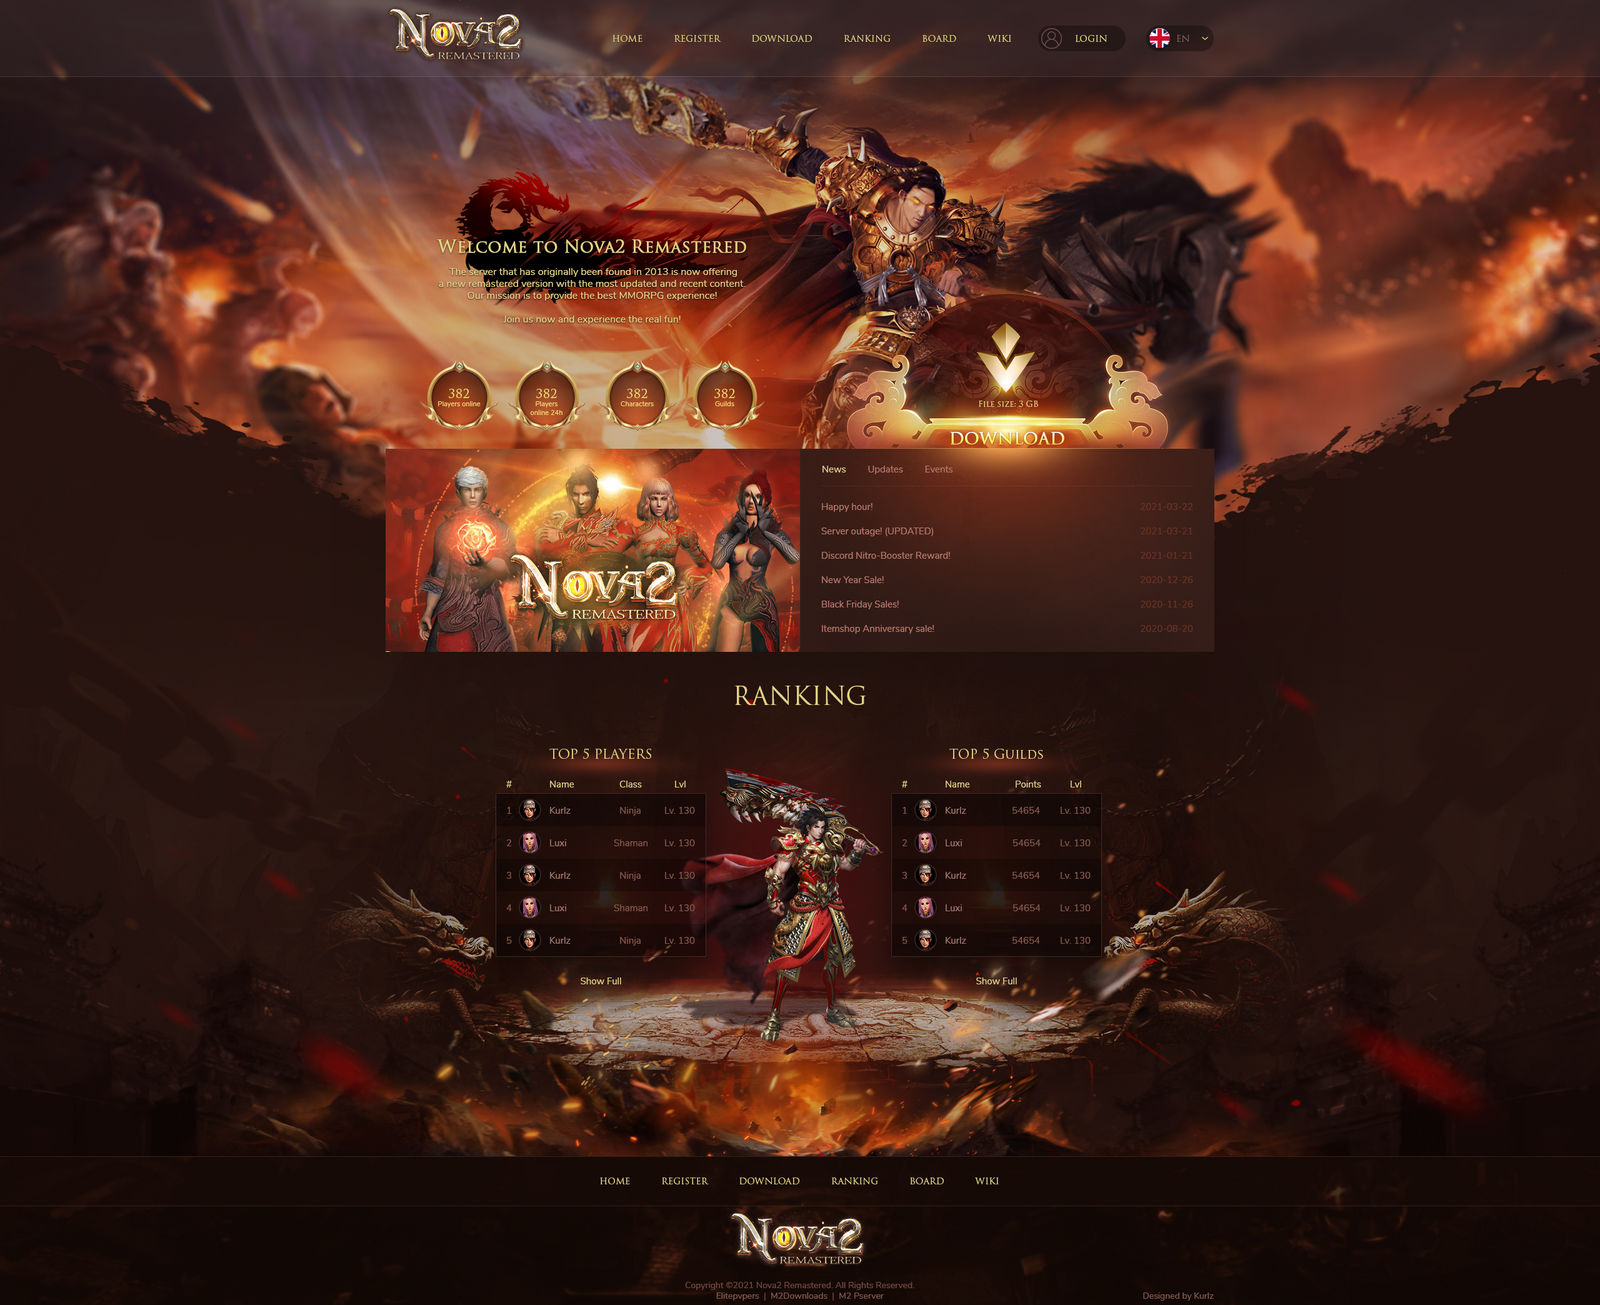 NOVA2
REMASTERED
HOME REGISTER DOWNLOAD RANKING BOARD WIKI LOGIN EN
WELCOME TO NOVA2 REMASTERED
The server that has originally been found in 2013 is now offering
a new remastered version with the most updated and recent content.
Our mission is to provide the best MMORPG experience!
Join us now and experience the real fun!
382
Players online
382
Players
online 24h
382
Characters
382
Guilds
FILE SIZE: 3 GB
DOWNLOAD
NOVA2
REMASTERED
News Updates Events
Happy hour! 2021-03-22
Server outage! (UPDATED) 2021-03-21
Discord Nitro-Booster Reward! 2021-01-21
New Year Sale! 2020-12-26
Black Friday Sales! 2020-11-26
Itemshop Anniversary sale! 2020-08-20
RANKING
TOP 5 PLAYERS
# Name Class Lvl
1 Kurlz Ninja Lv. 130
2 Luxi Shaman Lv. 130
3 Kurlz Ninja Lv. 130
4 Luxi Shaman Lv. 130
5 Kurlz Ninja Lv. 130
Show Full
TOP 5 GUILDS
# Name Points Lvl
1 Kurlz 54654 Lv. 130
2 Luxi 54654 Lv. 130
3 Kurlz 54654 Lv. 130
4 Luxi 54654 Lv. 130
5 Kurlz 54654 Lv. 130
Show Full
HOME REGISTER DOWNLOAD RANKING BOARD WIKI
NOVA2
REMASTERED
Copyright ©2021 Nova2 Remastered. All Rights Reserved.
Elitepvpers | M2Downloads | M2 Pserver
Designed by Kurlz